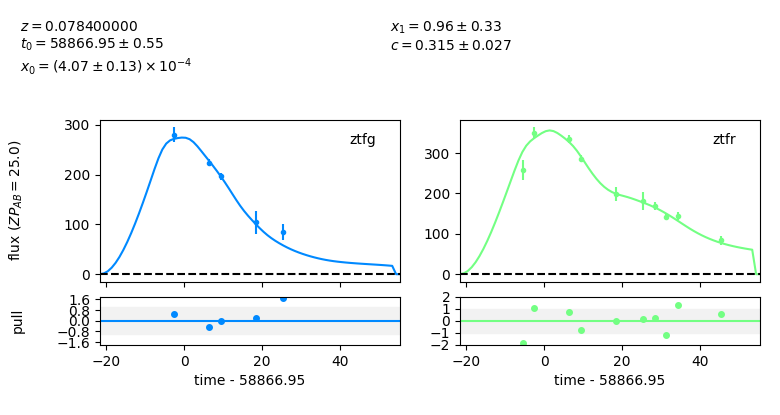 z = 0.078400000
t₀ = 58866.95 ± 0.55
x₀ = (4.07 ± 0.13) × 10⁻⁴
x₁ = 0.96 ± 0.33
c = 0.315 ± 0.027
flux (ZP_AB = 25.0)
300
200
100
0
ztfg
300
200
100
0
ztfr
pull
1.6
0.8
0.0
−0.8
−1.6
−20 0 20 40
time - 58866.95
2
1
0
−1
−2
−20 0 20 40
time - 58866.95